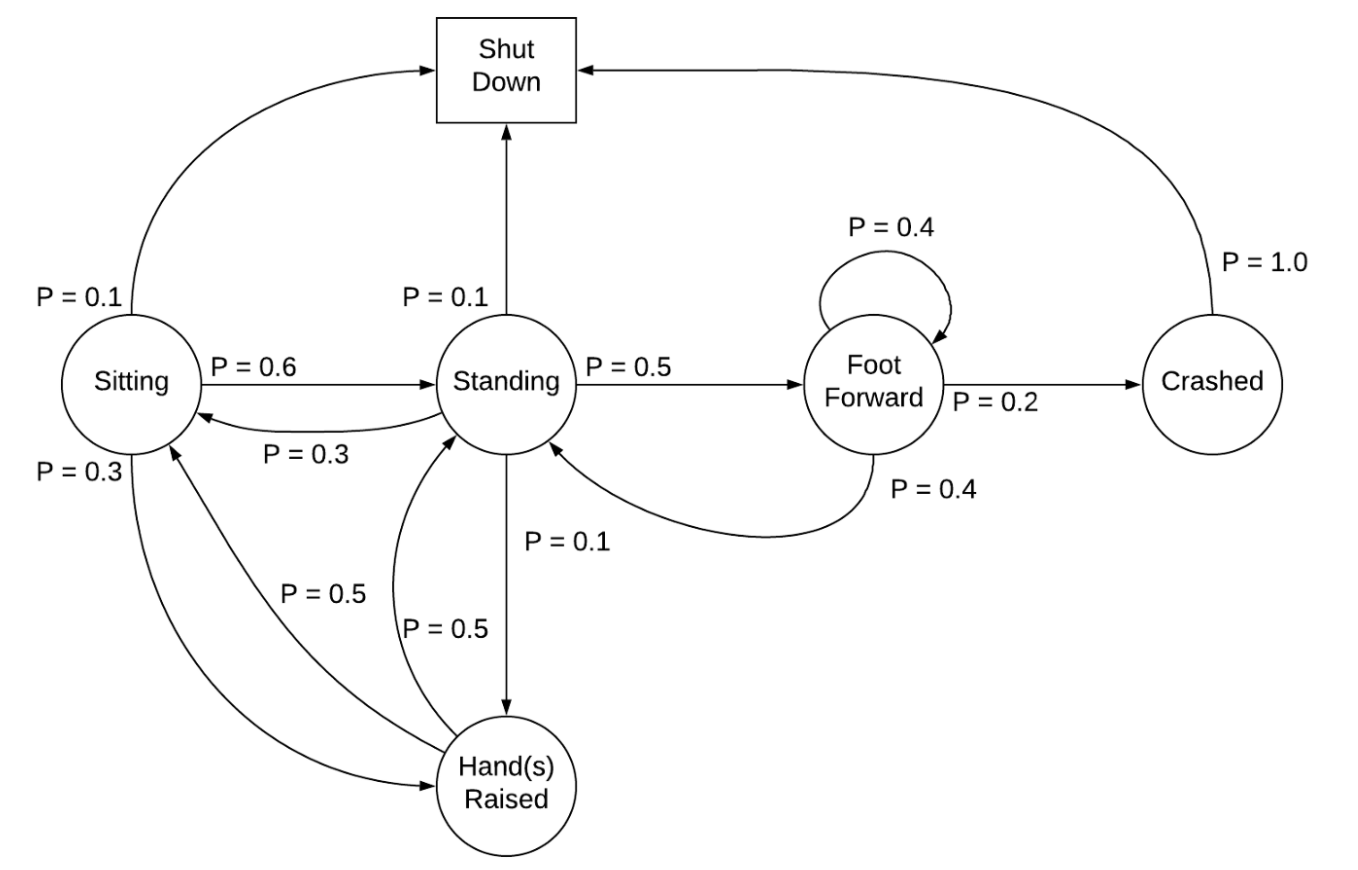 Shut
Down
P = 0.4
P = 1.0
P = 0.1
P = 0.1
Sitting
P = 0.6
Standing
P = 0.5
Foot
Forward
P = 0.2
Crashed
P = 0.3
P = 0.3
P = 0.4
P = 0.1
P = 0.5
P = 0.5
Hand(s)
Raised